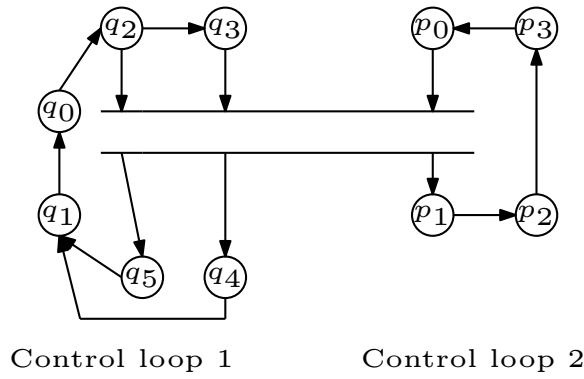 q2 q3 p0 p3
q0
q1 p1 p2
q5 q4
Control loop 1 Control loop 2